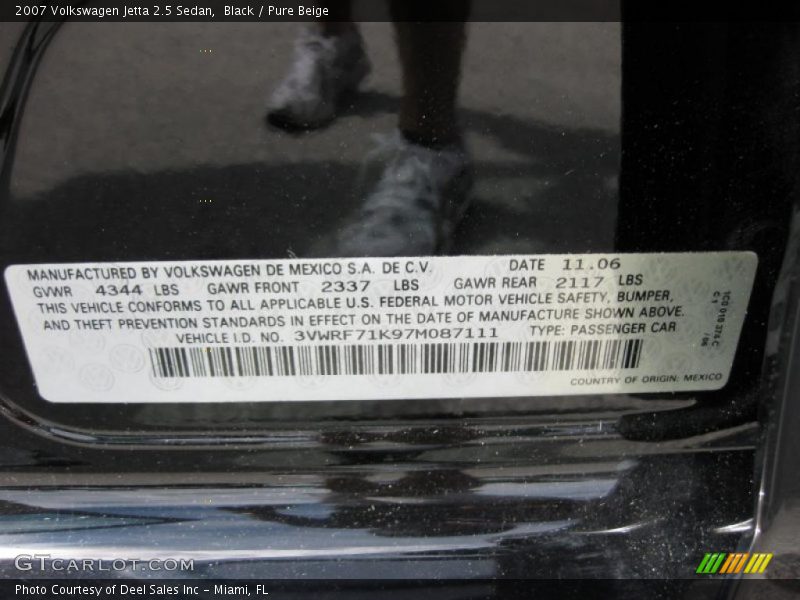 2007 Volkswagen Jetta 2.5 Sedan,  Black / Pure Beige
MANUFACTURED BY VOLKSWAGEN DE MEXICO S.A. DE C.V. DATE 11.06
GVWR 4344 LBS GAWR FRONT 2337 LBS GAWR REAR 2117 LBS
THIS VEHICLE CONFORMS TO ALL APPLICABLE U.S. FEDERAL MOTOR VEHICLE SAFETY, BUMPER,
AND THEFT PREVENTION STANDARDS IN EFFECT ON THE DATE OF MANUFACTURE SHOWN ABOVE.
VEHICLE I.D. NO. 3VWRF71K97M087111 TYPE: PASSENGER CAR
COUNTRY OF ORIGIN: MEXICO
GTCARLOT.COM
Photo Courtesy of Deel Sales Inc – Miami, FL